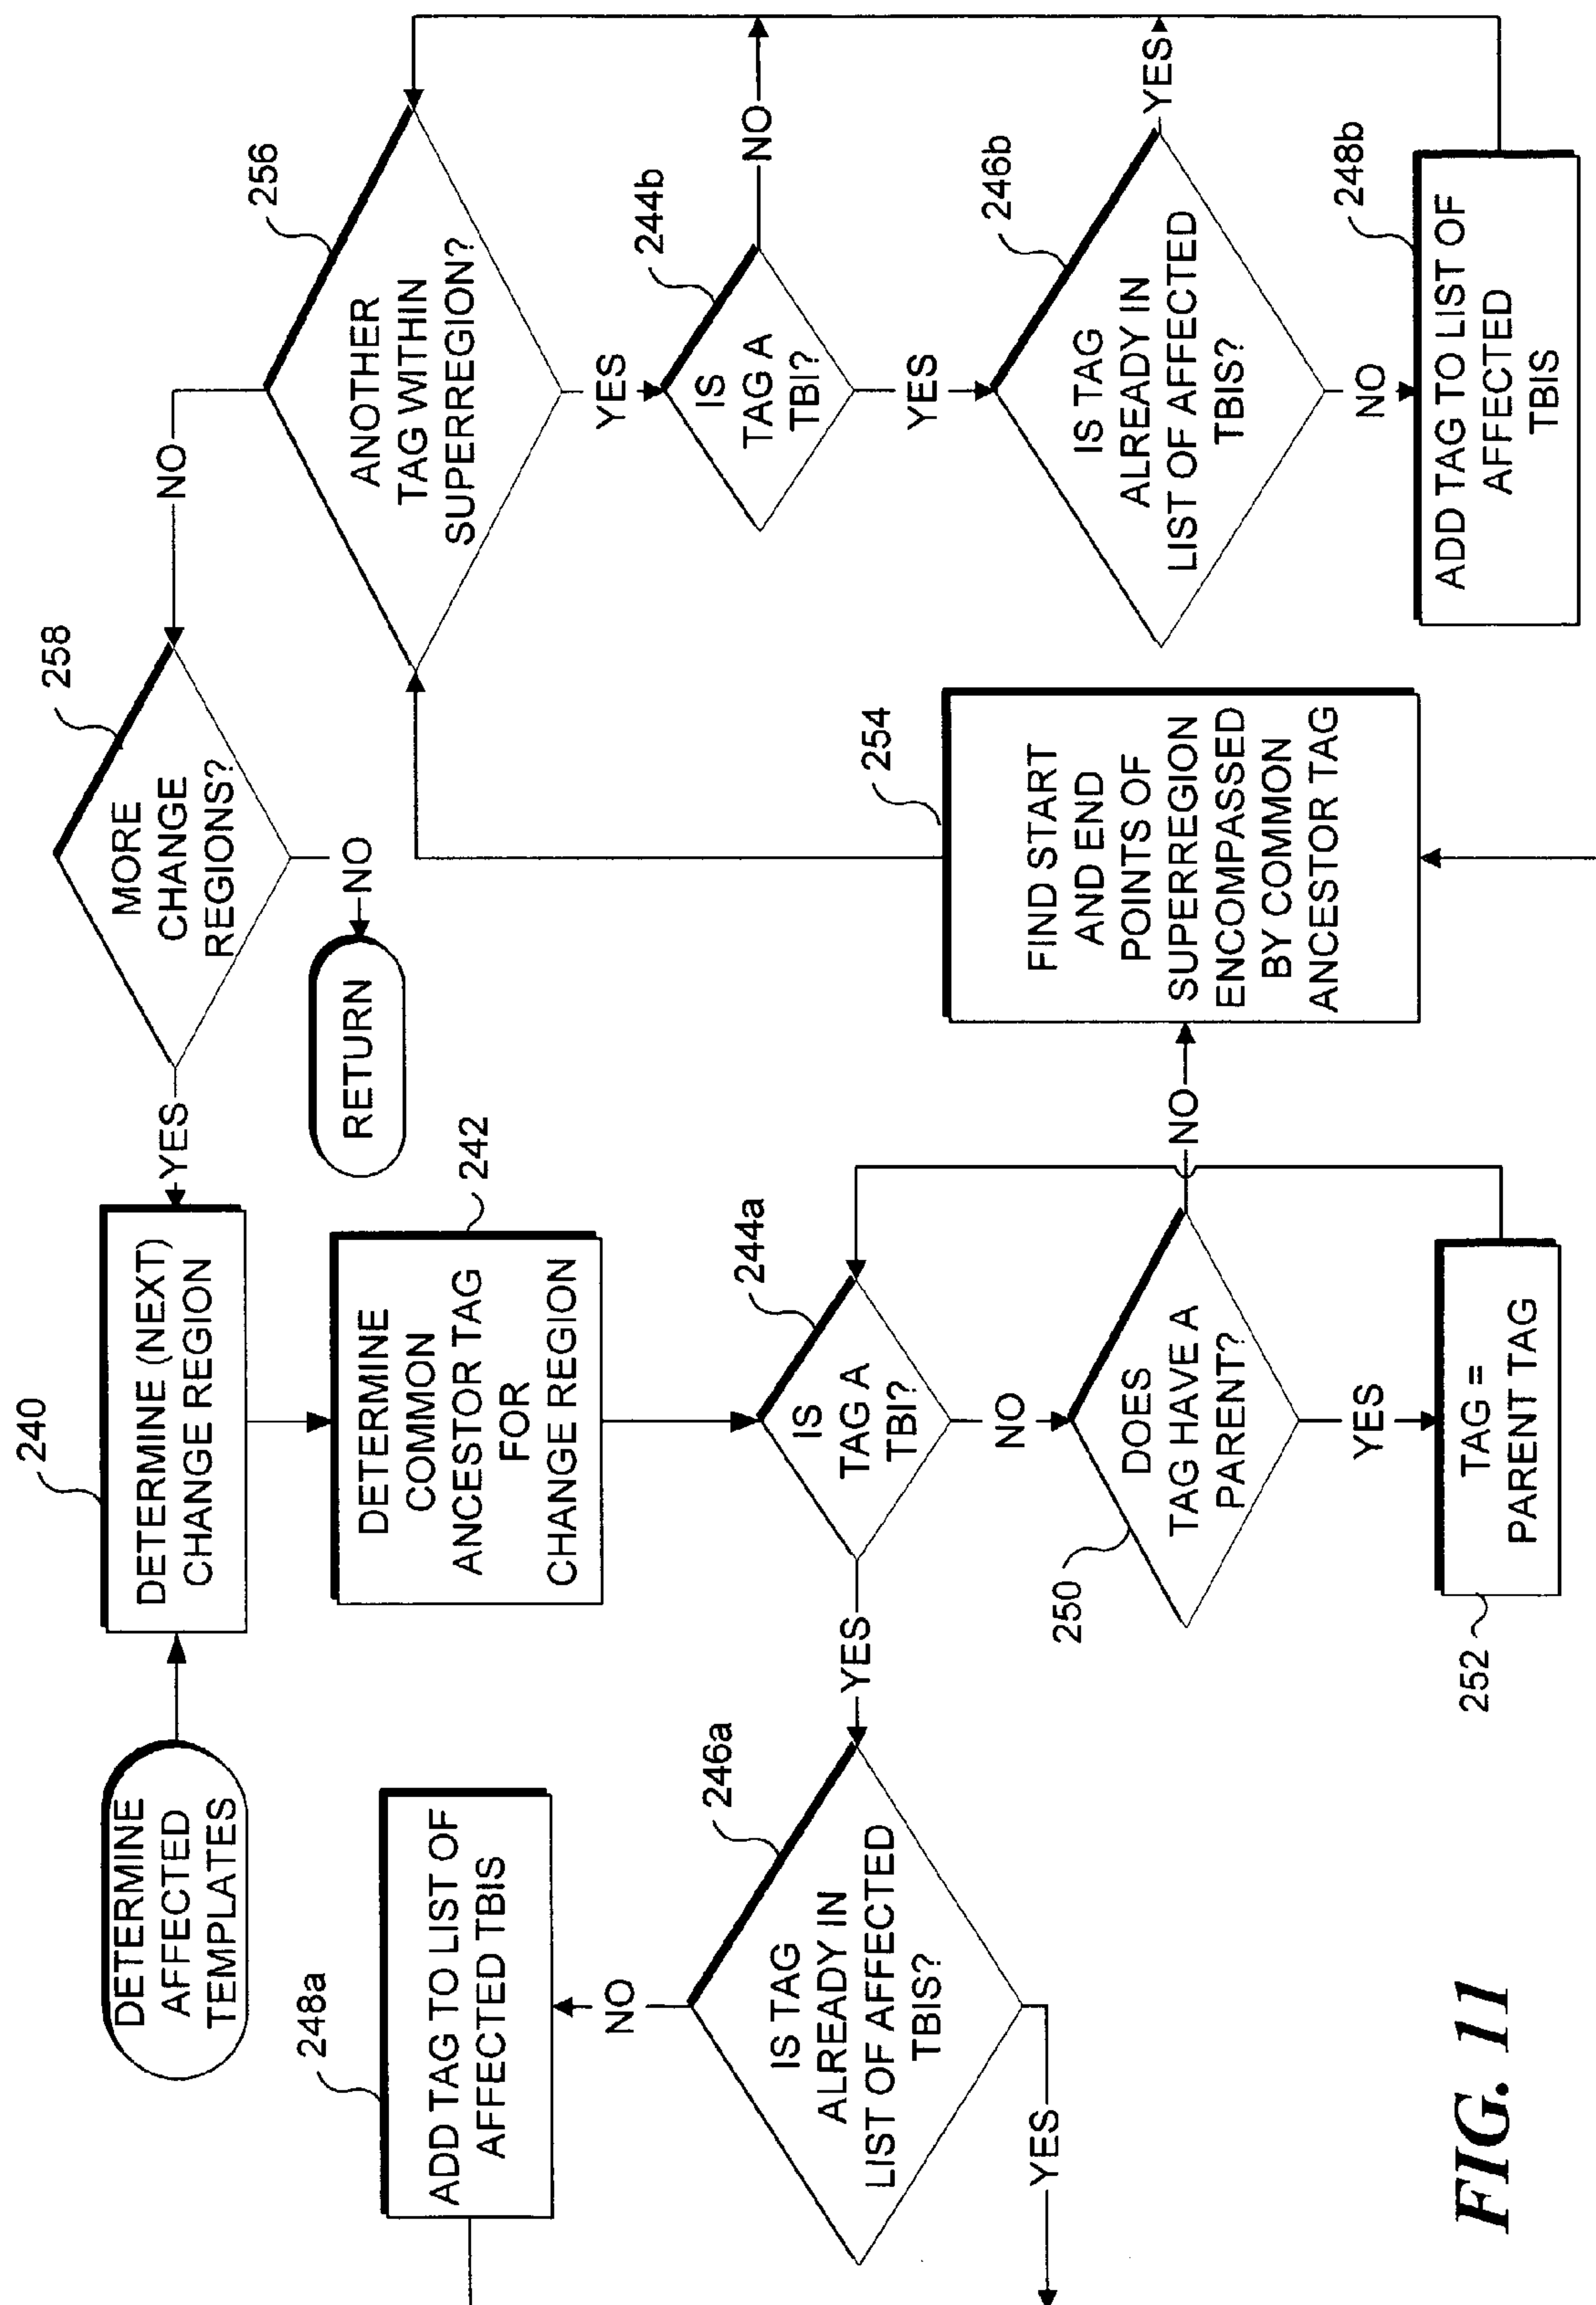 DETERMINE
AFFECTED
TEMPLATES
240
DETERMINE (NEXT)
CHANGE REGION
YES
258
MORE
CHANGE
REGIONS?
NO
RETURN
NO
242
DETERMINE
COMMON
ANCESTOR TAG
FOR
CHANGE REGION
256
ANOTHER
TAG WITHIN
SUPERREGION?
YES
248a
ADD TAG TO LIST OF
AFFECTED TBIS
NO
246a
IS TAG
ALREADY IN
LIST OF AFFECTED
TBIS?
YES
YES
244a
IS
TAG A
TBI?
NO
250
DOES
TAG HAVE A
PARENT?
NO
YES
252
TAG =
PARENT TAG
254
FIND START
AND END
POINTS OF
SUPERREGION
ENCOMPASSED
BY COMMON
ANCESTOR TAG
244b
IS
TAG A
TBI?
NO
YES
246b
IS TAG
ALREADY IN
LIST OF AFFECTED
TBIS?
YES
NO
248b
ADD TAG TO LIST OF
AFFECTED
TBIS
FIG. 11